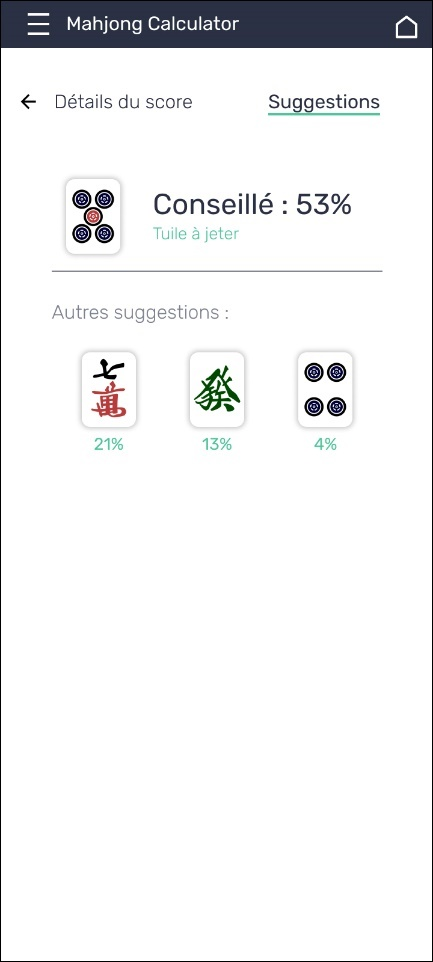 Mahjong Calculator
Détails du score
Suggestions
Conseillé : 53%
Tuile à jeter
Autres suggestions :
七萬
發
21%
13%
4%